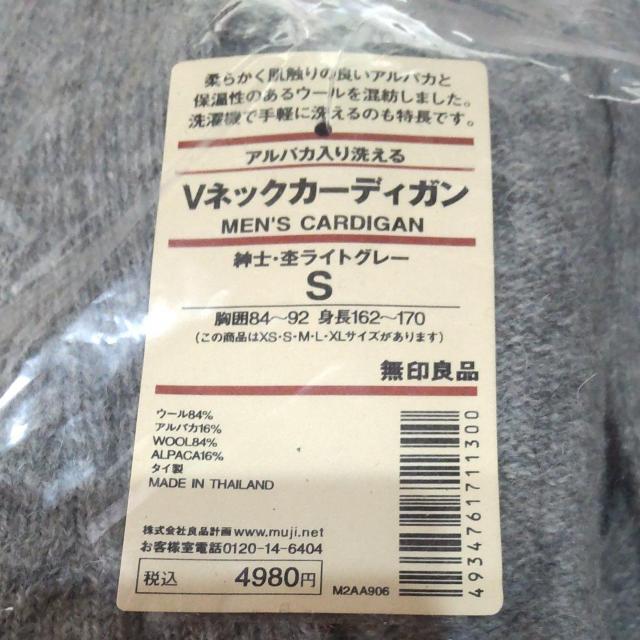 柔らかく肌触りの良いアルパカと
保温性のあるウールを混紡しました。
洗濯機で手軽に洗えるのも特長です。
アルパカ入り洗える
Vネックカーディガン
MEN'S CARDIGAN
紳士・杢ライトグレー
S
胸囲84～92 身長162～170
(この商品はXS・S・M・L・XLサイズがあります)
無印良品
ウール84%
アルパカ16%
WOOL84%
ALPACA16%
タイ製
MADE IN THAILAND
株式会社良品計画 www.muji.net
お客様室電話0120-14-6404
税込 4980円
M2AA906
4934761711300